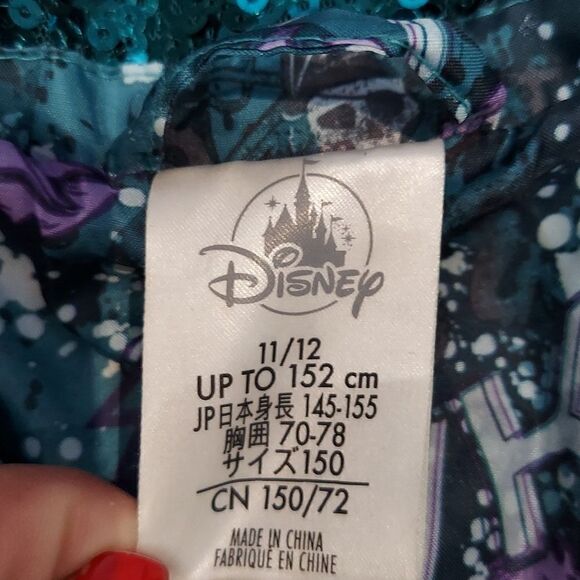 Disney
11/12
UP TO 152 cm
JP日本身長 145-155
胸囲 70-78
サイズ150
CN 150/72
MADE IN CHINA
FABRIQUÉ EN CHINE